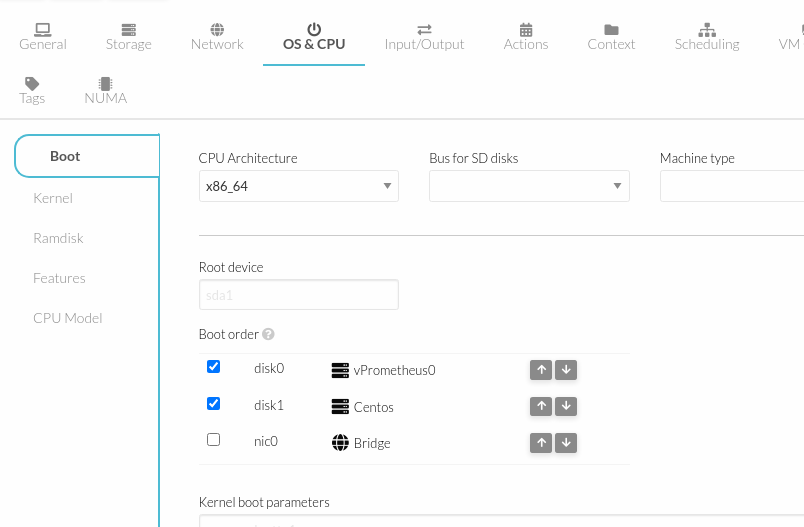 General Storage Network OS & CPU Input/Output Actions Context Scheduling VM
Tags NUMA
Boot
Kernel
Ramdisk
Features
CPU Model
CPU Architecture Bus for SD disks Machine type
x86_64
Root device
sda1
Boot order
disk0 vPrometheus0
disk1 Centos
nic0 Bridge
Kernel boot parameters